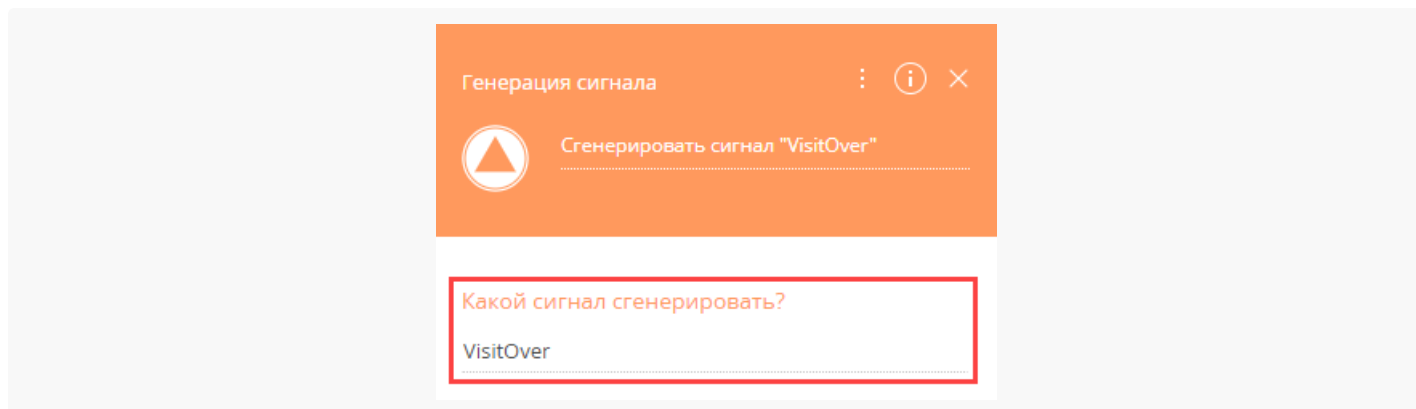 Генерация сигнала
Сгенерировать сигнал "VisitOver"
Какой сигнал сгенерировать?
VisitOver